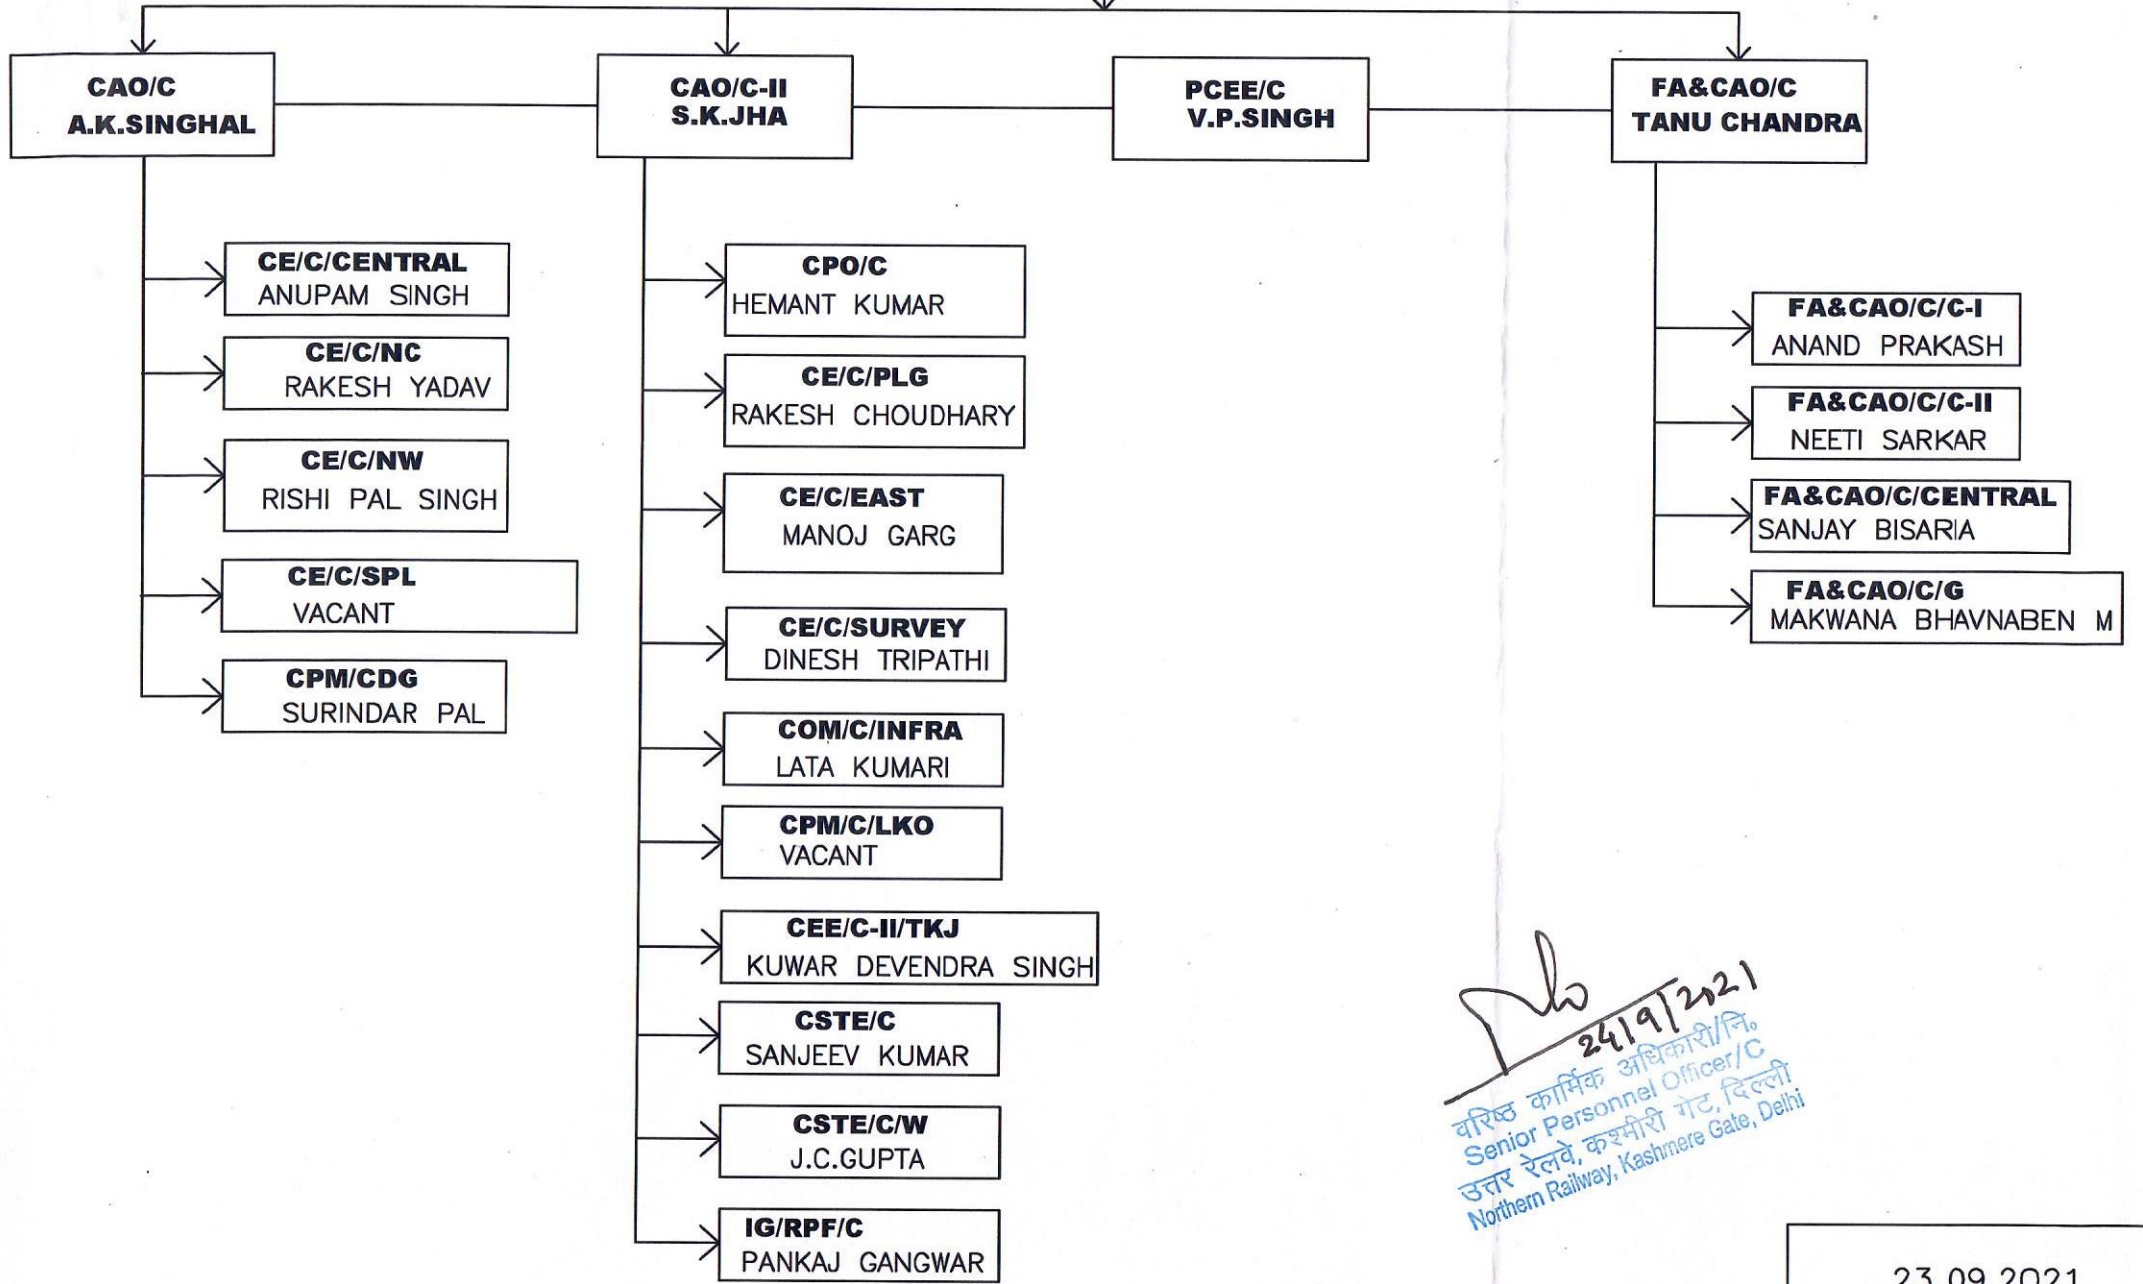 CAO/C
A.K.SINGHAL
CAO/C-II
S.K.JHA
PCEE/C
V.P.SINGH
FA&CAO/C
TANU CHANDRA
CE/C/CENTRAL
ANUPAM SINGH
CE/C/NC
RAKESH YADAV
CE/C/NW
RISHI PAL SINGH
CE/C/SPL
VACANT
CPM/CDG
SURINDAR PAL
CPO/C
HEMANT KUMAR
CE/C/PLG
RAKESH CHOUDHARY
CE/C/EAST
MANOJ GARG
CE/C/SURVEY
DINESH TRIPATHI
COM/C/INFRA
LATA KUMARI
CPM/C/LKO
VACANT
CEE/C-II/TKJ
KUWAR DEVENDRA SINGH
CSTE/C
SANJEEV KUMAR
CSTE/C/W
J.C.GUPTA
IG/RPF/C
PANKAJ GANGWAR
FA&CAO/C/C-I
ANAND PRAKASH
FA&CAO/C/C-II
NEETI SARKAR
FA&CAO/C/CENTRAL
SANJAY BISARIA
FA&CAO/C/G
MAKWANA BHAVNABEN M
24/9/2021
वरिष्ठ कार्मिक अधिकारी/नि०
Senior Personnel Officer/C
उत्तर रेलवे, कश्मीरी गेट, दिल्ली
Northern Railway, Kashmere Gate, Delhi
23.09.2021